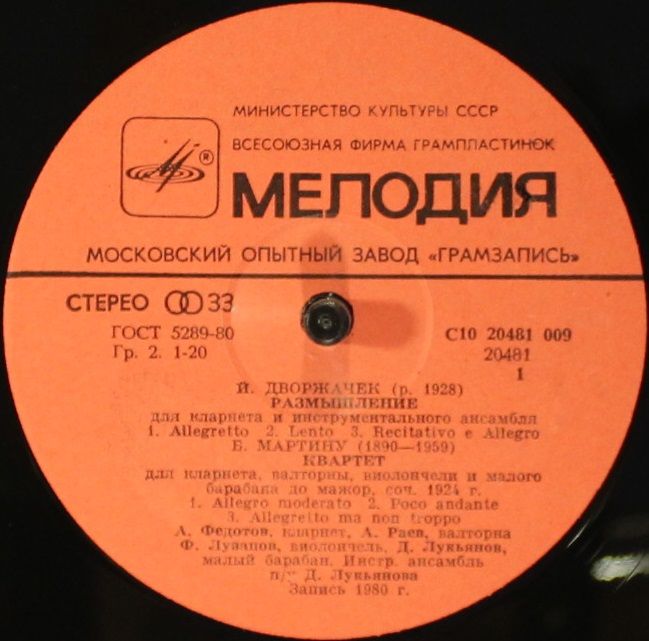 МИНИСТЕРСТВО КУЛЬТУРЫ СССР
ВСЕСОЮЗНАЯ ФИРМА ГРАМПЛАСТИНОК
®
МЕЛОДИЯ
МОСКОВСКИЙ ОПЫТНЫЙ ЗАВОД «ГРАМЗАПИСЬ»
СТЕРЕО 33
ГОСТ 5289-80
Гр. 2. 1-20
С10 20481 009
20481
1
Й. ДВОРЖАЧЕК (р. 1928)
РАЗМЫШЛЕНИЕ
для кларнета и инструментального ансамбля
1. Allegretto 2. Lento 3. Recitativo e Allegro
Б. МАРТИНУ (1890—1959)
КВАРТЕТ
для кларнета, валторны, виолончели и малого
барабана до мажор, соч. 1924 г.
1. Allegro moderato 2. Poco andante
3. Allegretto ma non troppo
А. Федотов, кларнет, А. Раев, валторна
Ф. Лузанов, виолончель, Д. Лукьянов,
малый барабан. Инстр. ансамбль
п/у Д. Лукьянова
Запись 1980 г.